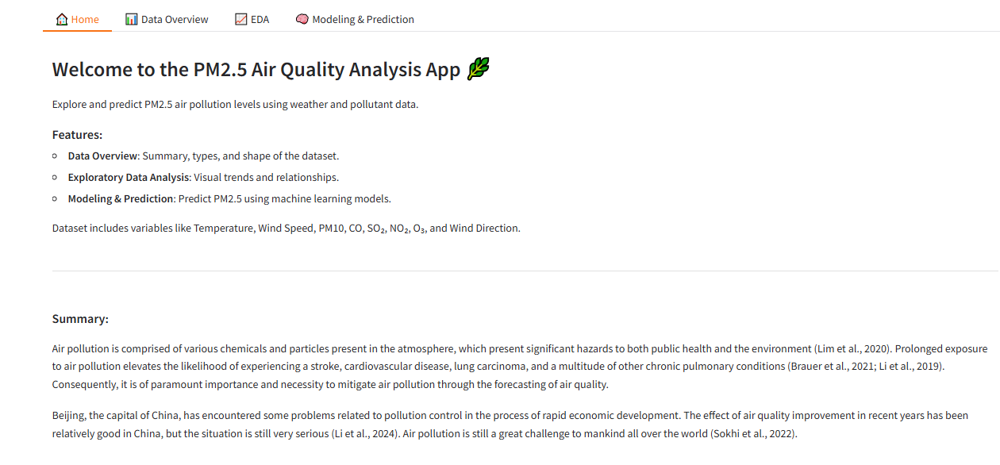 Home Data Overview EDA Modeling & Prediction
Welcome to the PM2.5 Air Quality Analysis App
Explore and predict PM2.5 air pollution levels using weather and pollutant data.
Features:
Data Overview: Summary, types, and shape of the dataset.
Exploratory Data Analysis: Visual trends and relationships.
Modeling & Prediction: Predict PM2.5 using machine learning models.
Dataset includes variables like Temperature, Wind Speed, PM10, CO, SO₂, NO₂, O₃, and Wind Direction.
Summary:
Air pollution is comprised of various chemicals and particles present in the atmosphere, which present significant hazards to both public health and the environment (Lim et al., 2020). Prolonged exposure
to air pollution elevates the likelihood of experiencing a stroke, cardiovascular disease, lung carcinoma, and a multitude of other chronic pulmonary conditions (Brauer et al., 2021; Li et al., 2019).
Consequently, it is of paramount importance and necessity to mitigate air pollution through the forecasting of air quality.
Beijing, the capital of China, has encountered some problems related to pollution control in the process of rapid economic development. The effect of air quality improvement in recent years has been
relatively good in China, but the situation is still very serious (Li et al., 2024). Air pollution is still a great challenge to mankind all over the world (Sokhi et al., 2022).